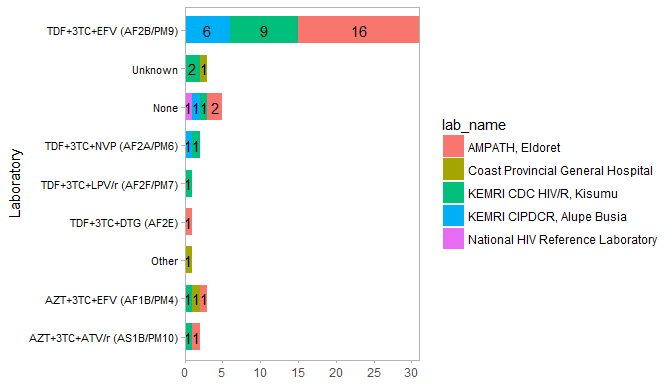 TDF+3TC+EFV (AF2B/PM9) 6 9 16
Unknown 2 1
None 1 1 1 2
TDF+3TC+NVP (AF2A/PM6) 1 1
TDF+3TC+LPV/r (AF2F/PM7) 1
TDF+3TC+DTG (AF2E) 1
Other 1
AZT+3TC+EFV (AF1B/PM4) 1 1 1
AZT+3TC+ATV/r (AS1B/PM10) 1 1
0 5 10 15 20 25 30
Laboratory
lab_name
AMPATH, Eldoret
Coast Provincial General Hospital
KEMRI CDC HIV/R, Kisumu
KEMRI CIPDCR, Alupe Busia
National HIV Reference Laboratory